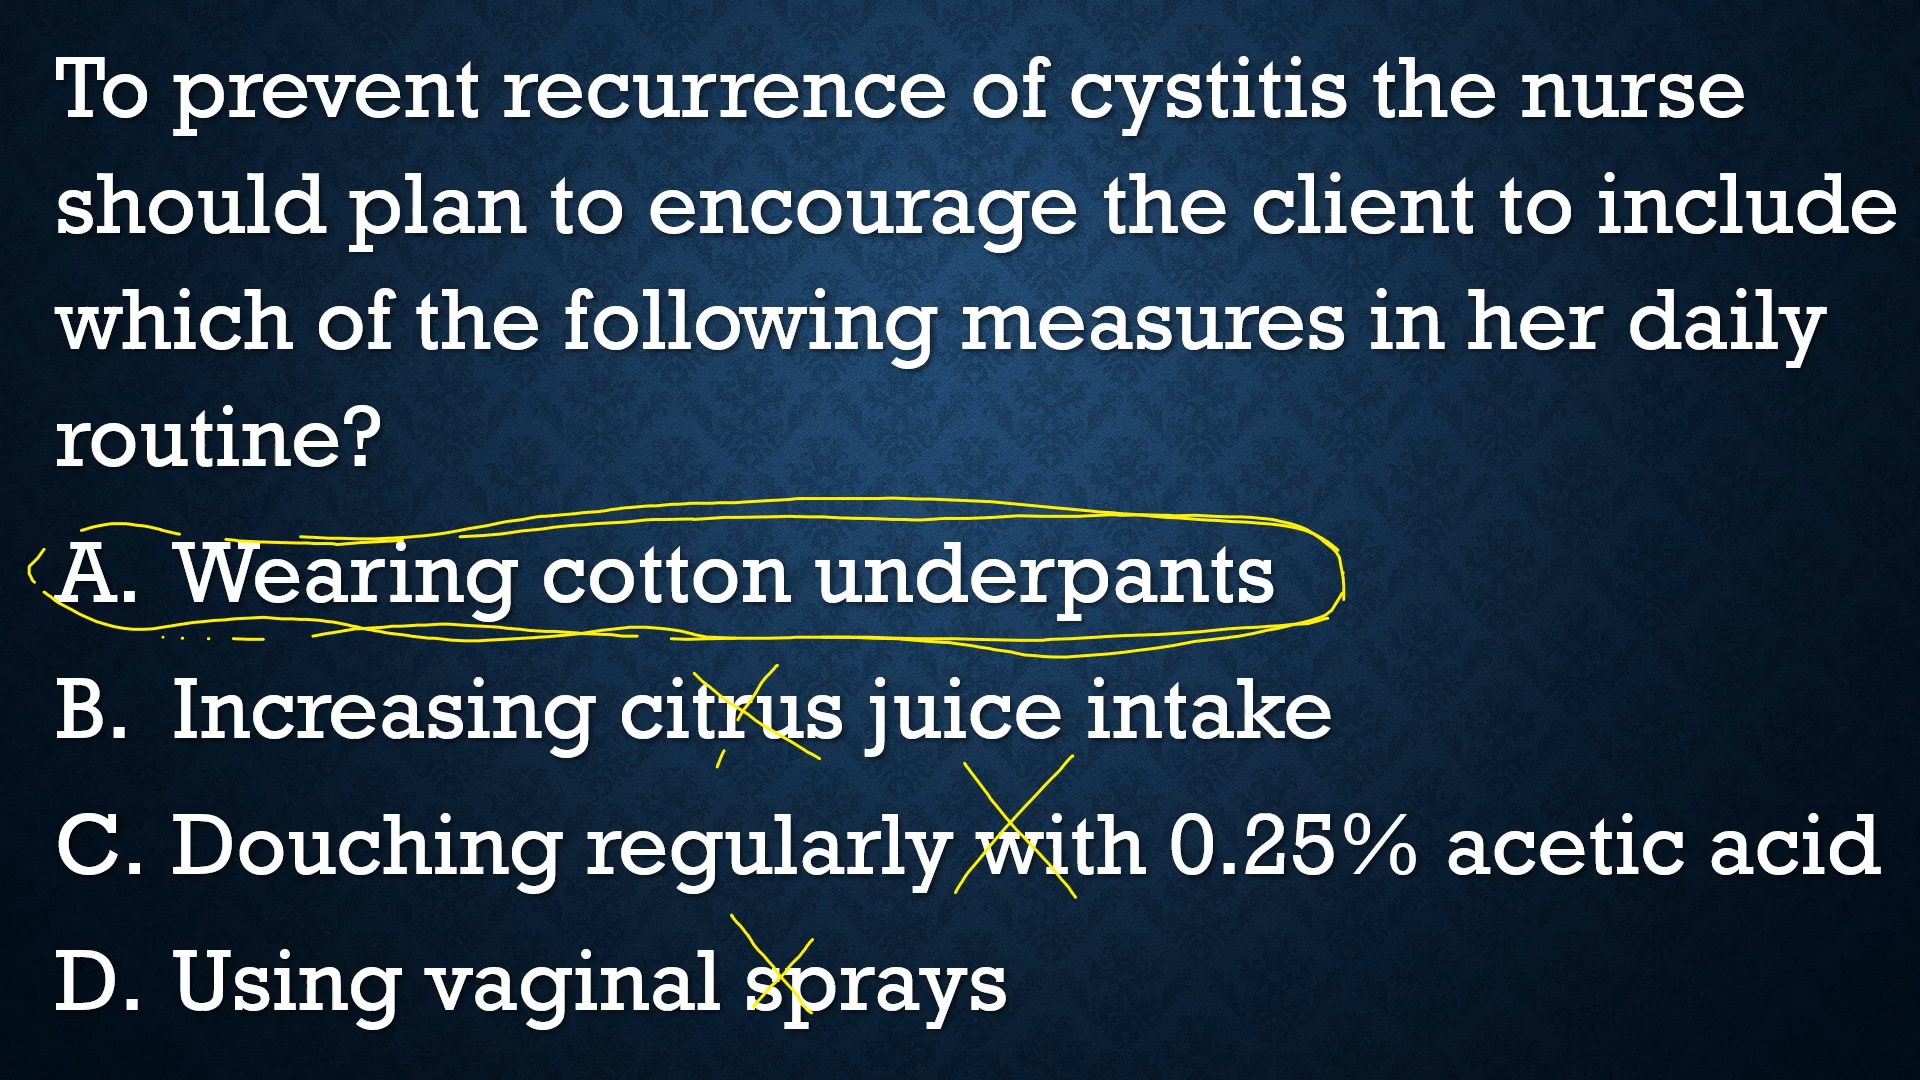 To prevent recurrence of cystitis the nurse
should plan to encourage the client to include
which of the following measures in her daily
routine?
A. Wearing cotton underpants
B. Increasing citrus juice intake
C. Douching regularly with 0.25% acetic acid
D. Using vaginal sprays